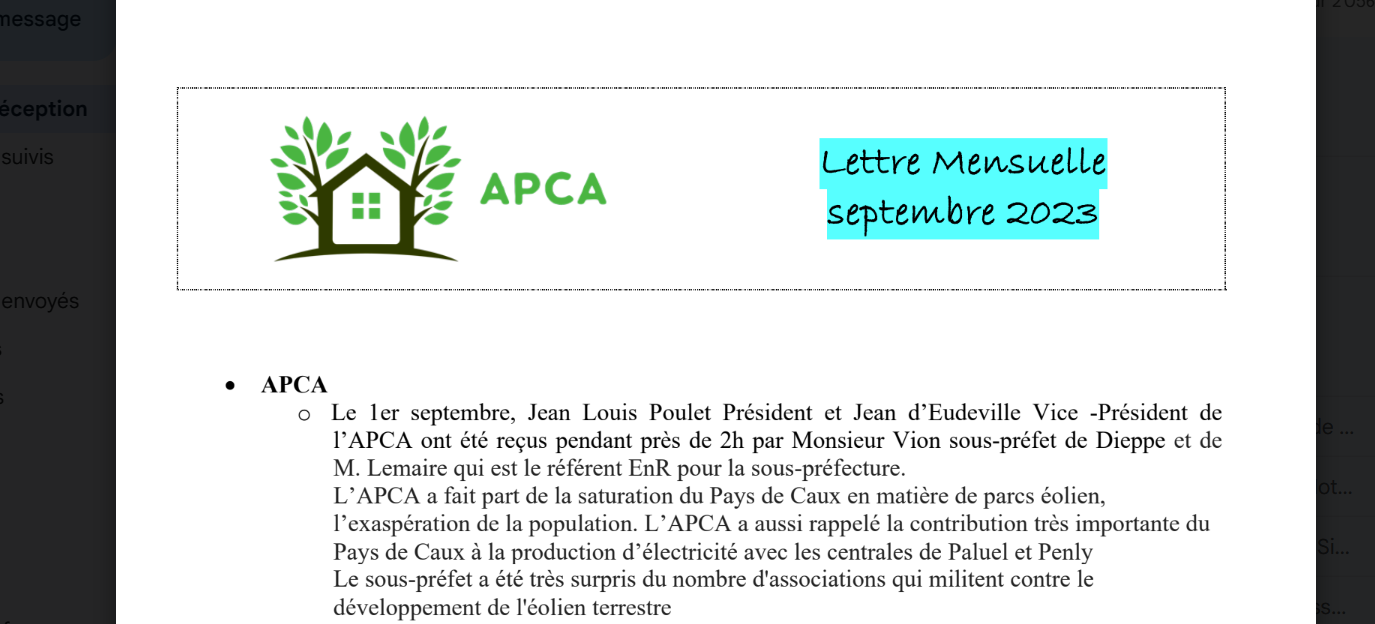 message
2 056
éception
suivis
APCA
Lettre Mensuelle
septembre 2023
envoyés
• APCA
o Le 1er septembre, Jean Louis Poulet Président et Jean d’Eudeville Vice -Président de
l’APCA ont été reçus pendant près de 2h par Monsieur Vion sous-préfet de Dieppe et de
M. Lemaire qui est le référent EnR pour la sous-préfecture.
L’APCA a fait part de la saturation du Pays de Caux en matière de parcs éolien,
l’exaspération de la population. L’APCA a aussi rappelé la contribution très importante du
Pays de Caux à la production d’électricité avec les centrales de Paluel et Penly
Le sous-préfet a été très surpris du nombre d'associations qui militent contre le
développement de l'éolien terrestre
de ...
ot...
Si...
ss...